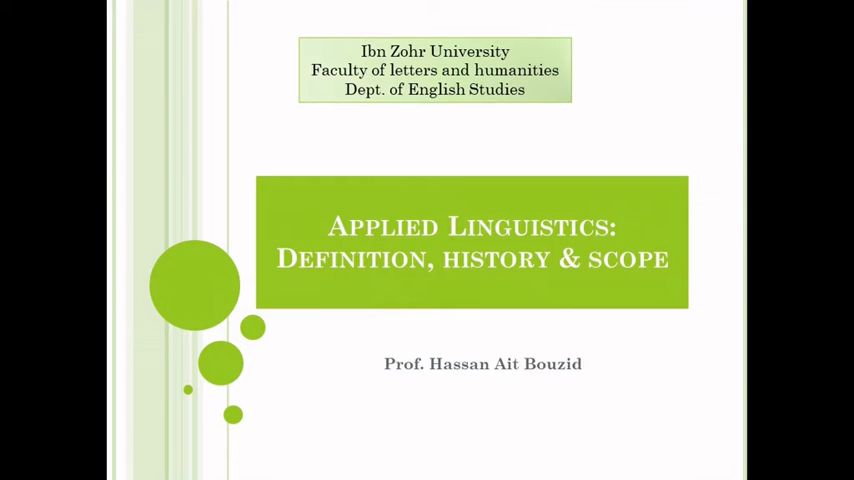 Ibn Zohr University
Faculty of letters and humanities
Dept. of English Studies
Applied Linguistics:
Definition, history & scope
Prof. Hassan Ait Bouzid